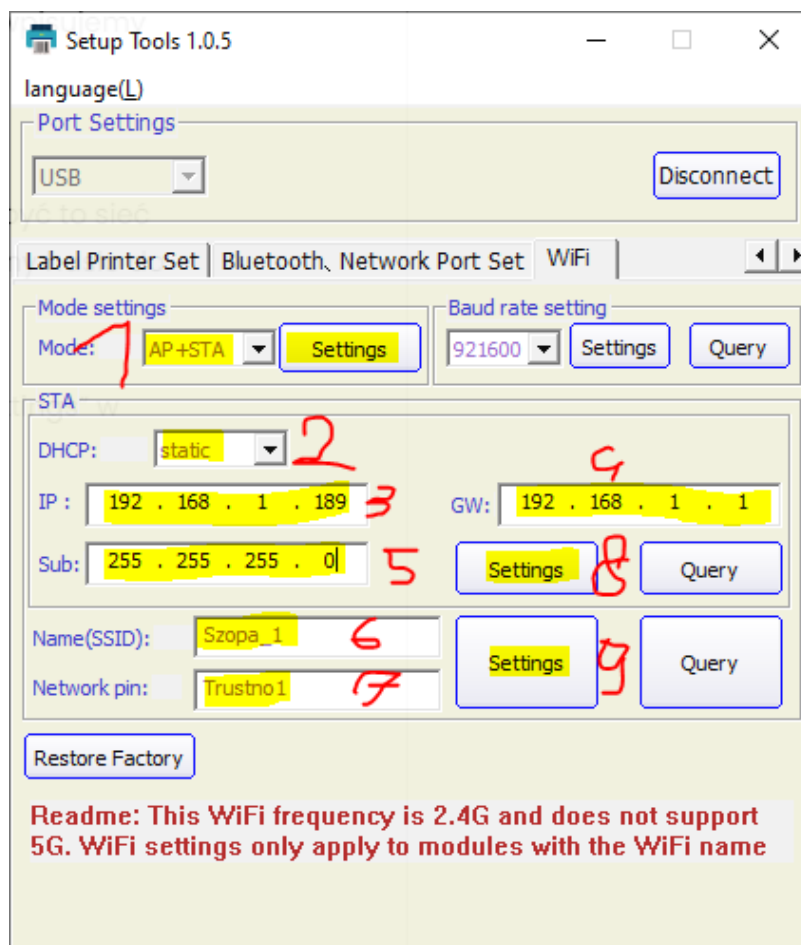 Setup Tools 1.0.5
language(L)
Port Settings
USB Disconnect
być to sieć
Label Printer Set Bluetooth、Network Port Set WiFi
Mode settings Baud rate setting
1 Mode: AP+STA Settings 921600 Settings Query
STA
DHCP: static 2
IP : 192 . 168 . 1 . 189 3 GW: 192 . 168 . 1 . 1 4
Sub: 255 . 255 . 255 . 0 5 Settings 8 Query
Name(SSID): Szopa_1 6
Network pin: Trustno1 7
Settings 9 Query
Restore Factory
Readme: This WiFi frequency is 2.4G and does not support
5G. WiFi settings only apply to modules with the WiFi name